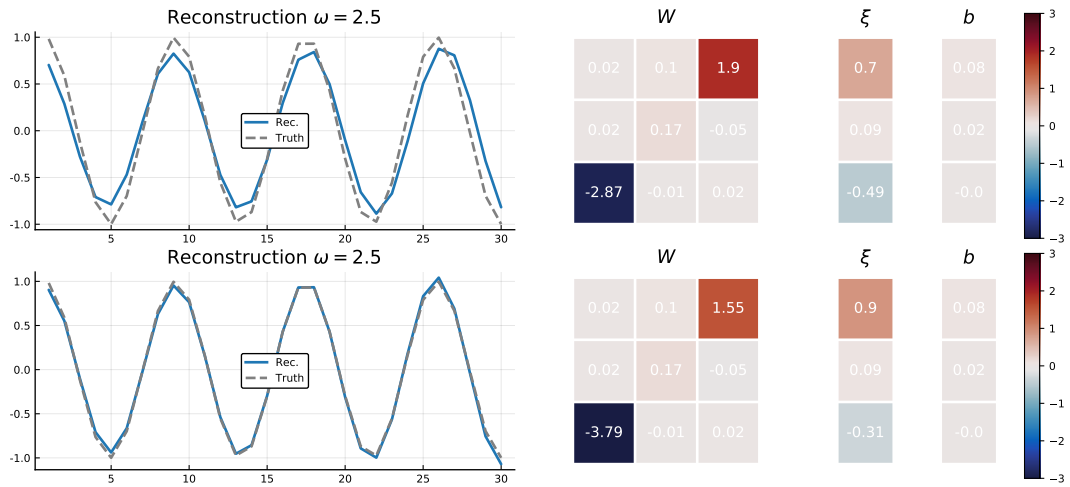 Reconstruction ω = 2.5
1.0
0.5
0.0
-0.5
-1.0
Rec.
Truth
5
10
15
20
25
30
W
0.02 0.1 1.9
0.02 0.17 -0.05
-2.87 -0.01 0.02
ξ
0.7
0.09
-0.49
b
0.08
0.02
-0.0
3
2
1
0
−1
−2
−3
Reconstruction ω = 2.5
1.0
0.5
0.0
-0.5
-1.0
Rec.
Truth
5
10
15
20
25
30
W
0.02 0.1 1.55
0.02 0.17 -0.05
-3.79 -0.01 0.02
ξ
0.9
0.09
-0.31
b
0.08
0.02
-0.0
3
2
1
0
−1
−2
−3